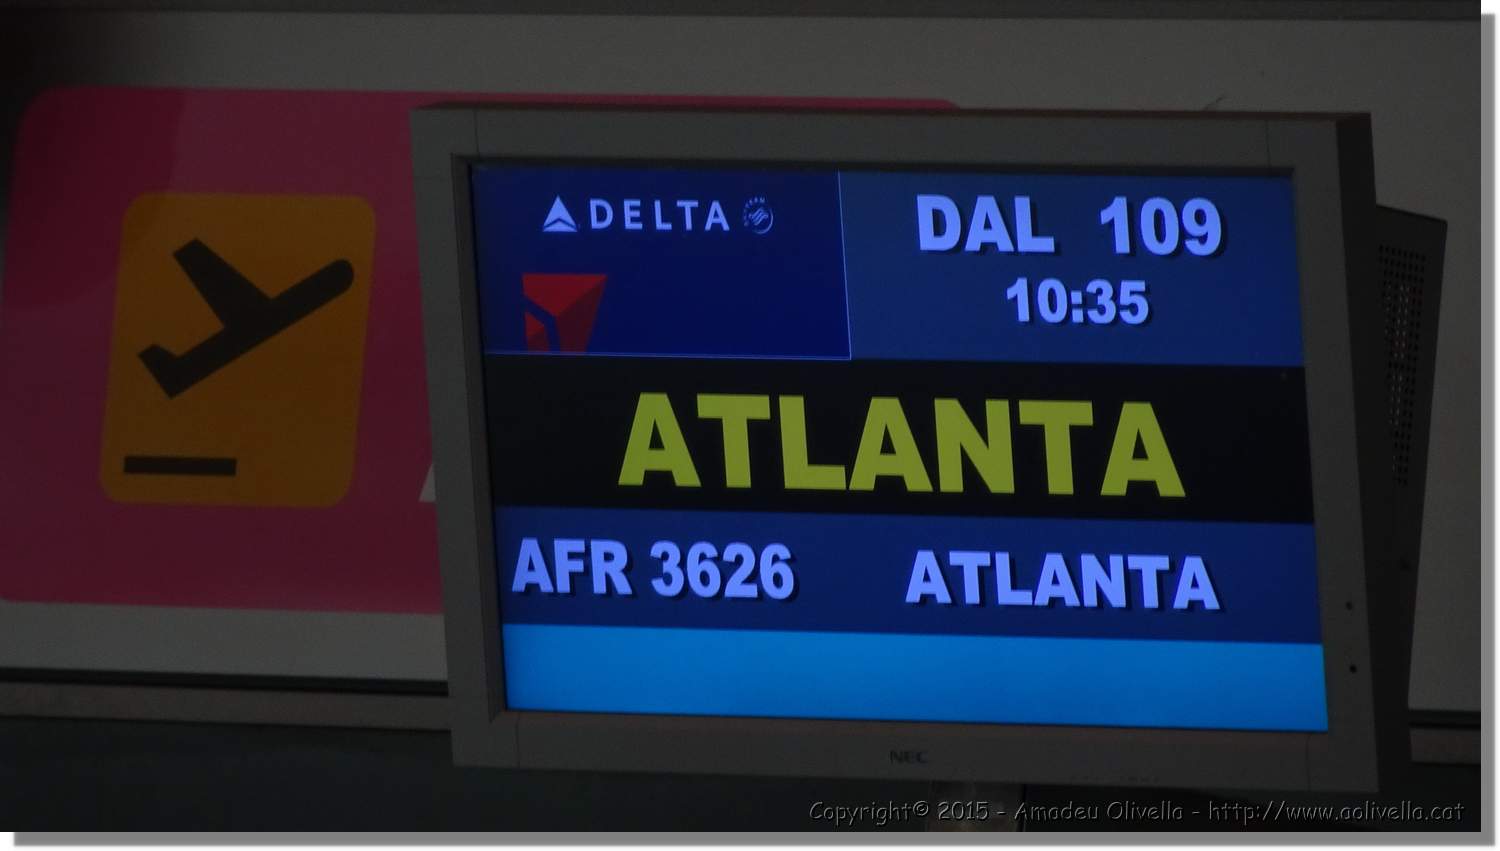 DELTA
DAL 109
10:35
ATLANTA
AFR 3626 ATLANTA
NEC
Copyright© 2015 - Amadeu Olivella - http://www.aolivella.cat